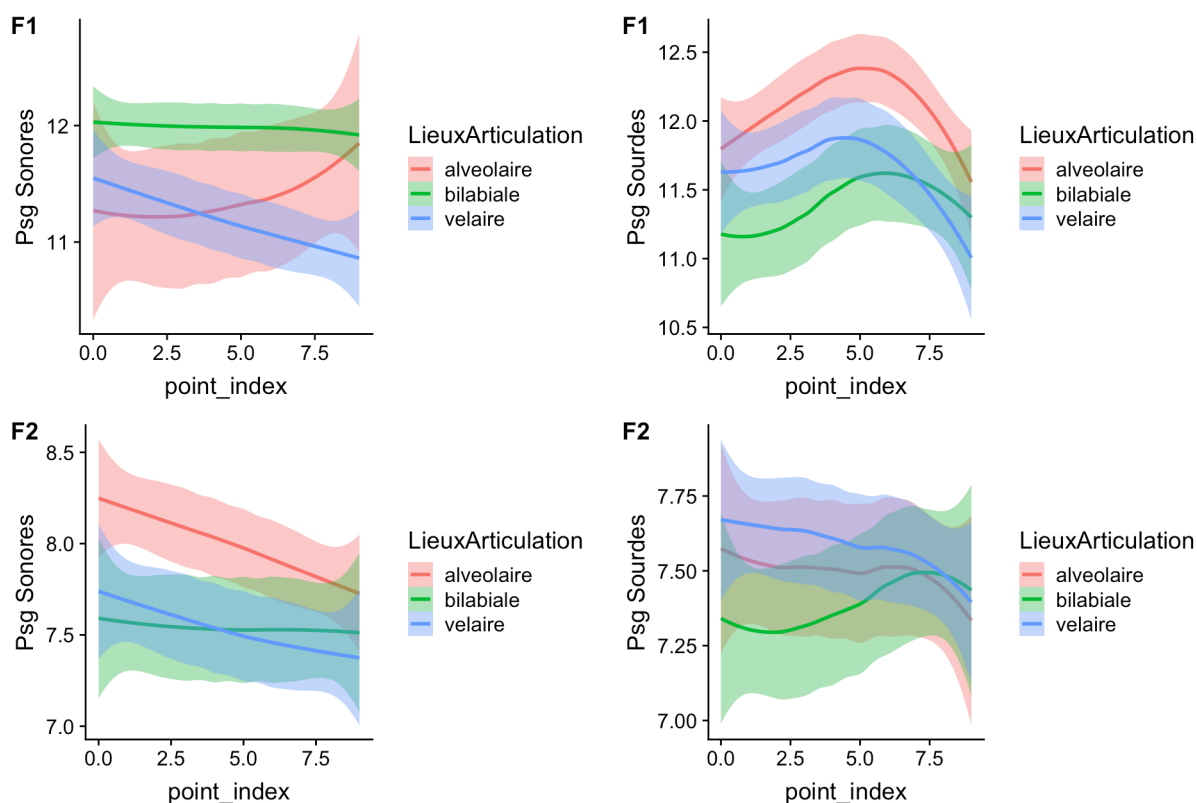 F1
Psg Sonores
12
11
0.0 2.5 5.0 7.5
point_index
LieuxArticulation
alveolaire
bilabiale
velaire
F1
Psg Sourdes
12.5
12.0
11.5
11.0
10.5
0.0 2.5 5.0 7.5
point_index
LieuxArticulation
alveolaire
bilabiale
velaire
F2
Psg Sonores
8.5
8.0
7.5
7.0
0.0 2.5 5.0 7.5
point_index
LieuxArticulation
alveolaire
bilabiale
velaire
F2
Psg Sourdes
7.75
7.50
7.25
7.00
0.0 2.5 5.0 7.5
point_index
LieuxArticulation
alveolaire
bilabiale
velaire